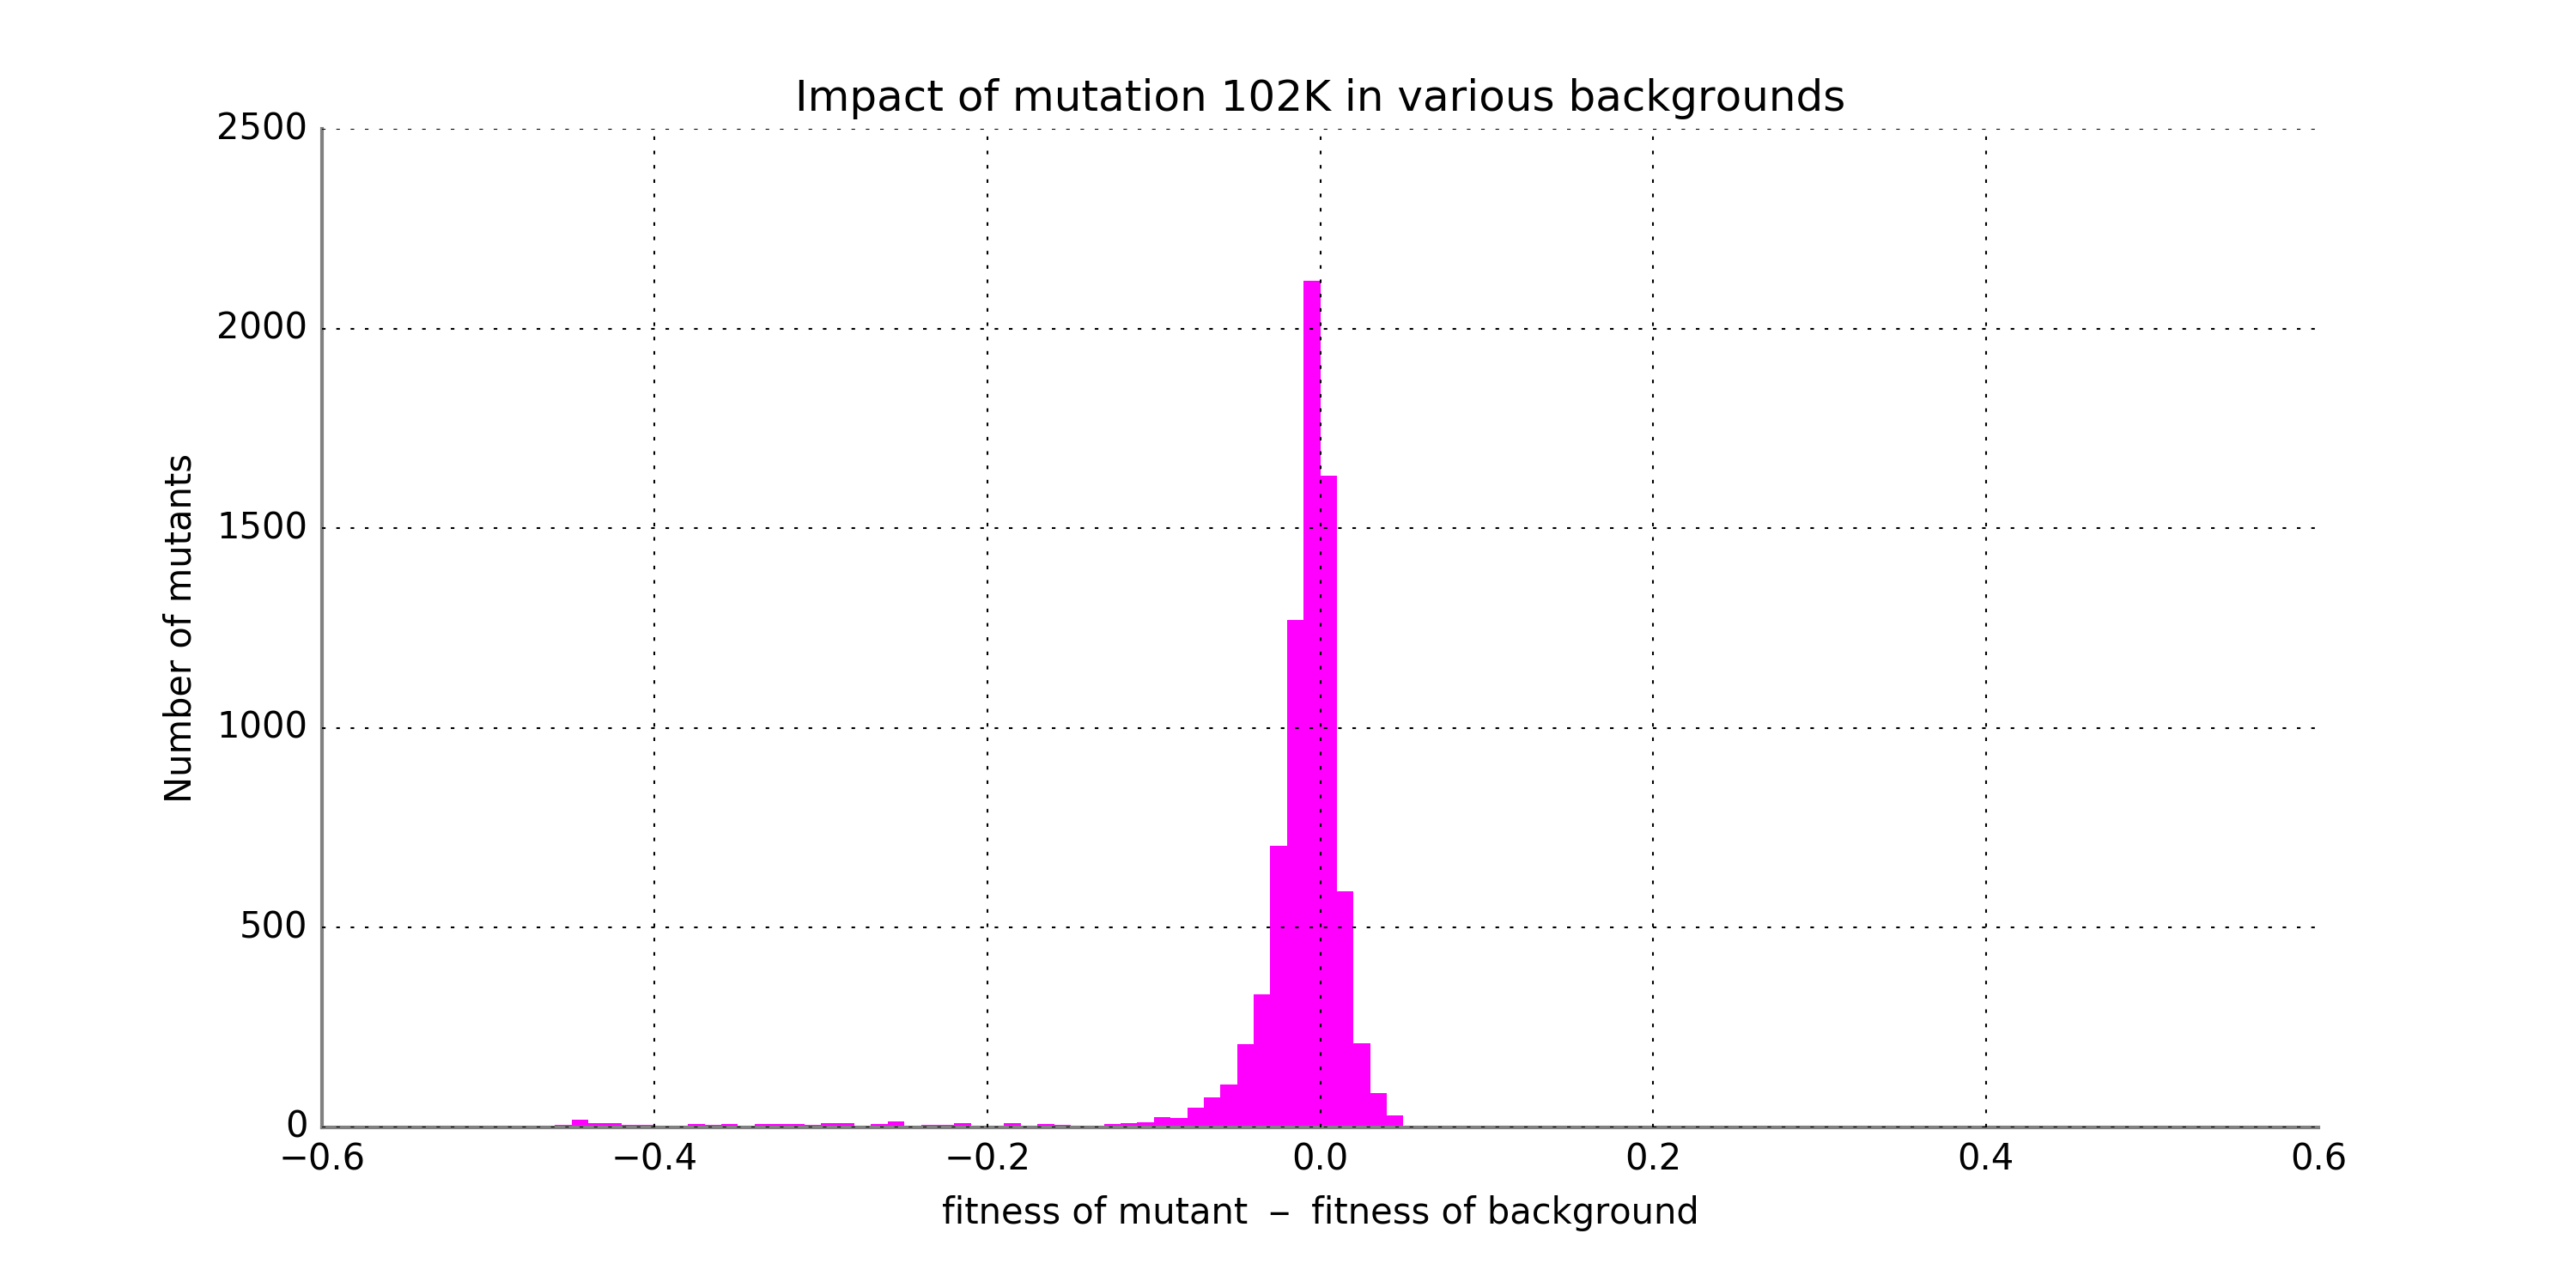 Impact of mutation 102K in various backgrounds
2500
2000
1500
1000
500
0
Number of mutants
−0.6 −0.4 −0.2 0.0 0.2 0.4 0.6
fitness of mutant − fitness of background